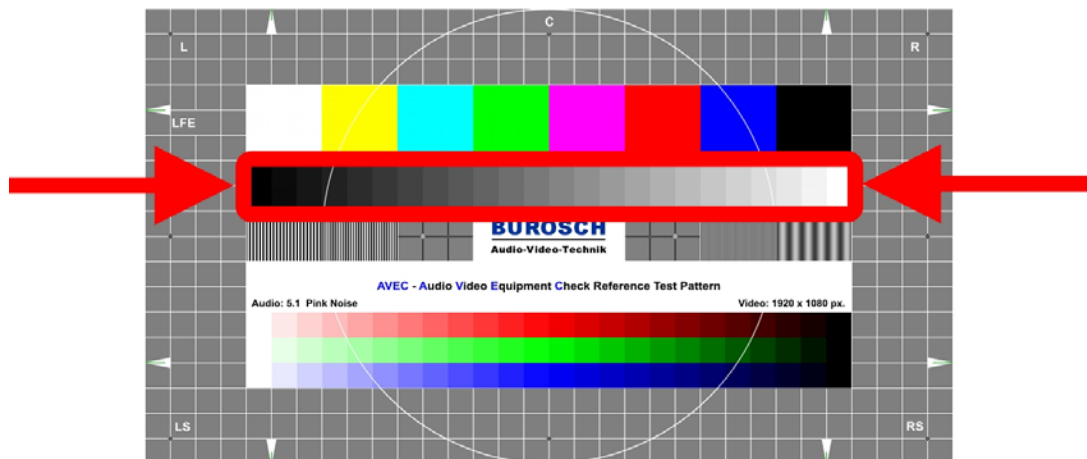 C
L
R
LFE
BUROSCH
Audio-Video-Technik
AVEC - Audio Video Equipment Check Reference Test Pattern
Audio: 5.1 Pink Noise
Video: 1920 x 1080 px.
LS
RS